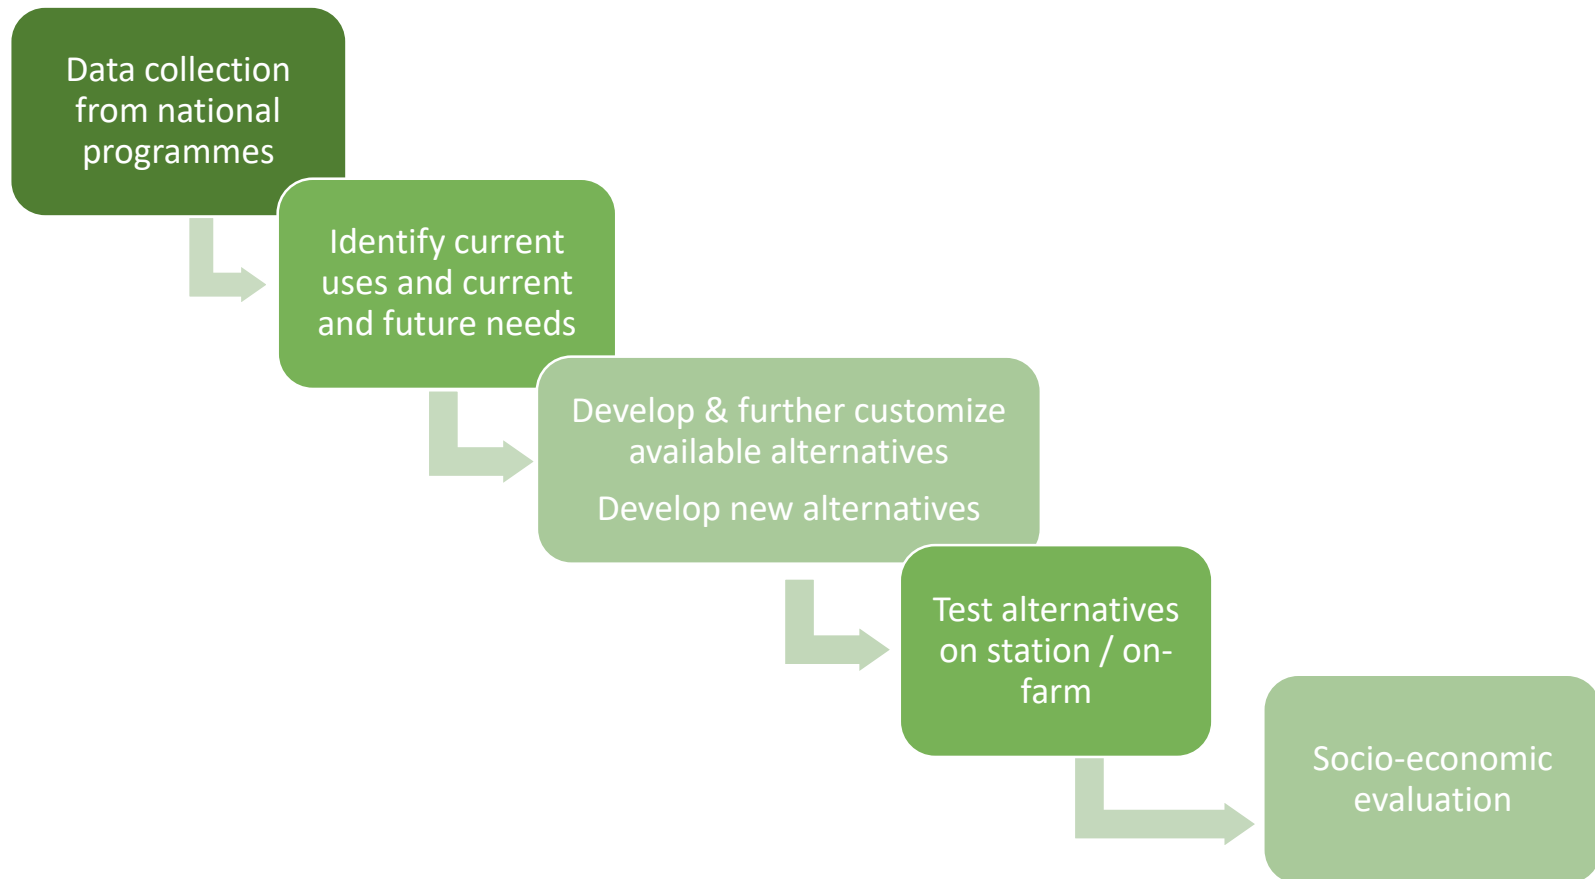 Data collection
from national
programmes
Identify current
uses and current
and future needs
Develop & further customize
available alternatives
Develop new alternatives
Test alternatives
on station / on-
farm
Socio-economic
evaluation